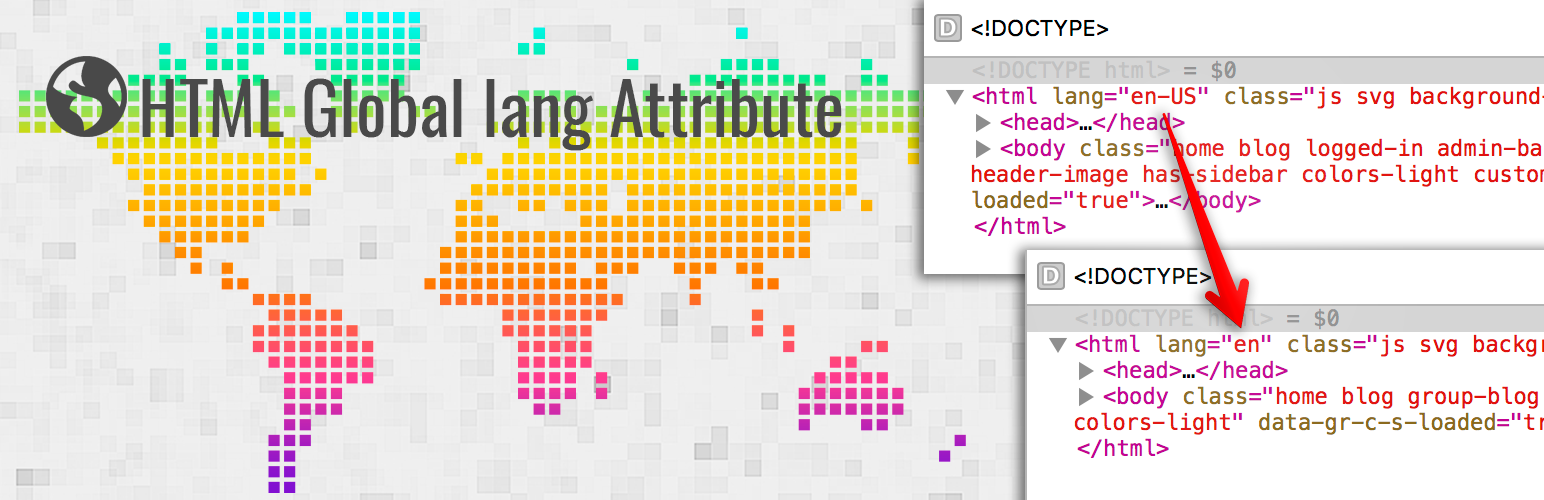 HTML Global lang Attribute
D <!DOCTYPE>
<!DOCTYPE html> = $0
▼ <html lang="en-US" class="js svg background-
▶ <head>…</head>
▶ <body class="home blog logged-in admin-ba
header-image has-sidebar colors-light custom
loaded="true">…</body>
</html>
D <!DOCTYPE>
<!DOCTYPE html> = $0
▼ <html lang="en" class="js svg backgr
▶ <head>…</head>
▶ <body class="home blog group-blog
colors-light" data-gr-c-s-loaded="tr
</html>